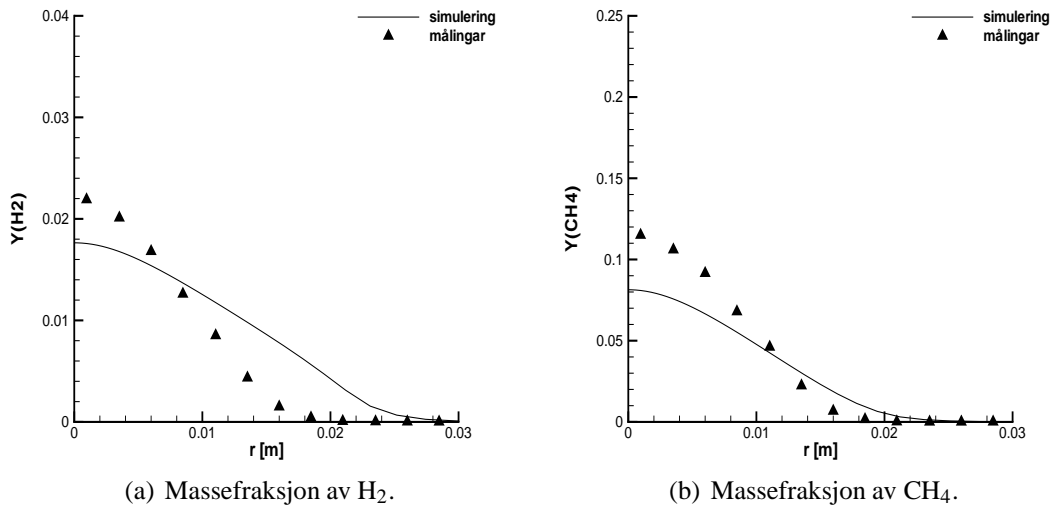 0.04
simulering
målingar
0.03
Y(H2)
0.02
0.01
0
0
0.01
0.02
0.03
r [m]
(a) Massefraksjon av H₂.
0.25
simulering
målingar
0.2
0.15
Y(CH4)
0.1
0.05
0
0
0.01
0.02
0.03
r [m]
(b) Massefraksjon av CH₄.